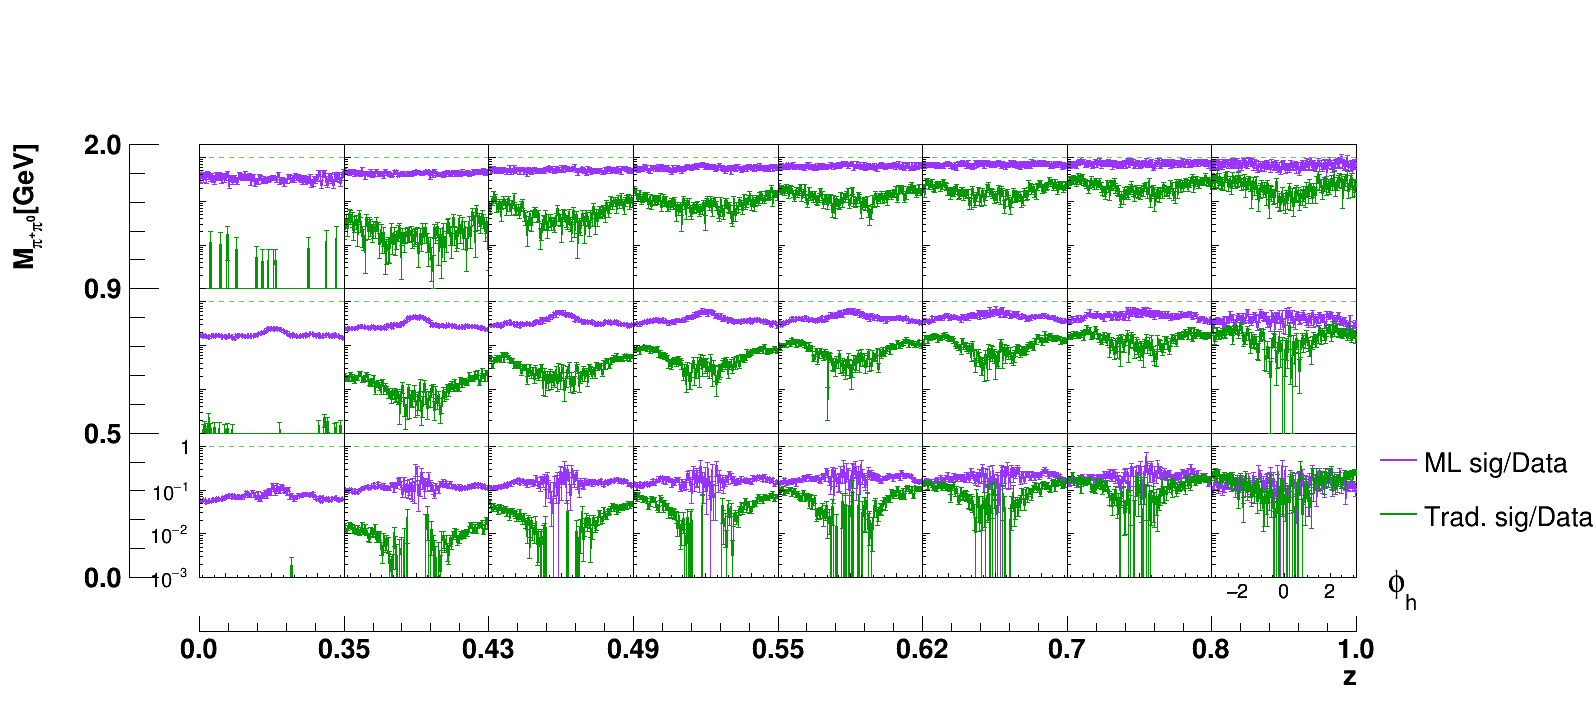 M π⁺π⁰ [GeV]
2.0
0.9
0.5
0.0
1
10⁻¹
10⁻²
10⁻³
ML sig/Data
Trad. sig/Data
−2 0 2
ϕh
0.0 0.35 0.43 0.49 0.55 0.62 0.7 0.8 1.0
z